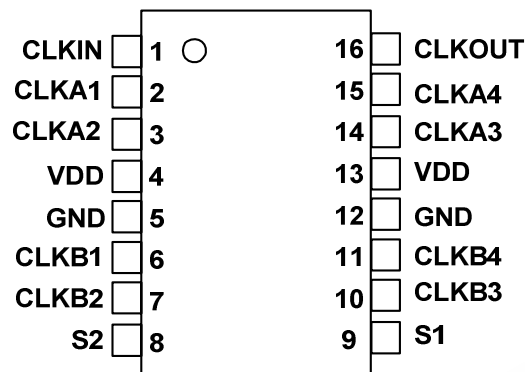 CLKIN 1 16 CLKOUT
CLKA1 2 15 CLKA4
CLKA2 3 14 CLKA3
VDD 4 13 VDD
GND 5 12 GND
CLKB1 6 11 CLKB4
CLKB2 7 10 CLKB3
S2 8 9 S1